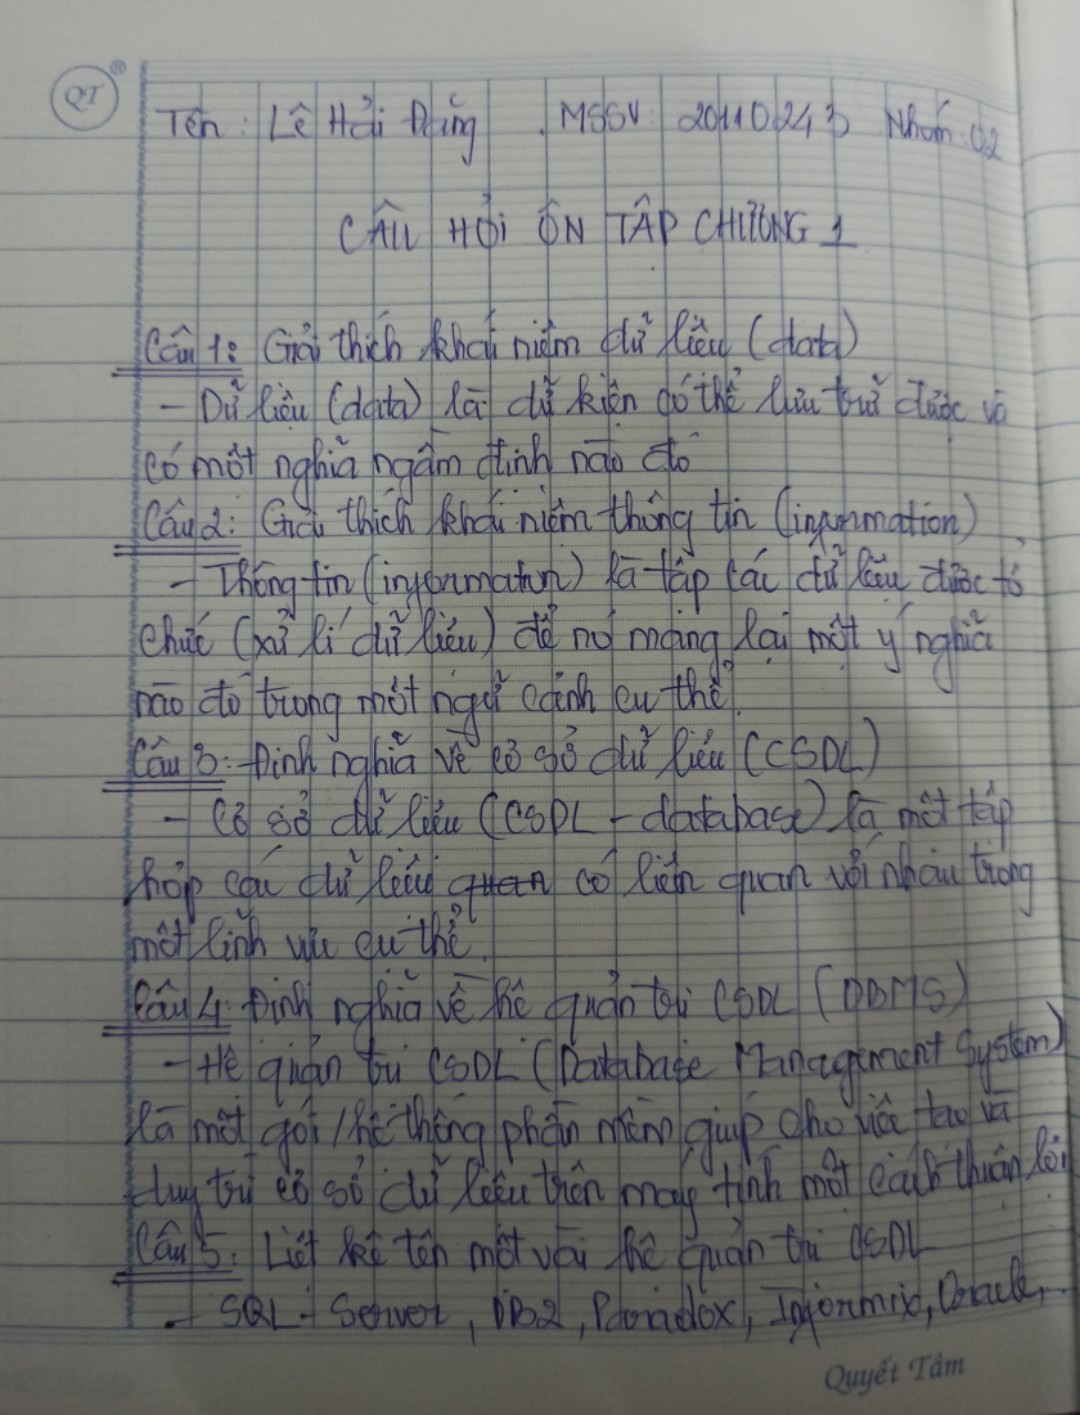 QT ®
Tên: Lê Hải Đăng MSSV: 20110243 Nhóm: 02
CÂU HỎI ÔN TẬP CHƯƠNG 1
Câu 1: Giải thích khái niệm dữ liệu (data)
- Dữ liệu (data) là dữ kiện có thể lưu trữ được và
có một nghĩa ngầm định nào đó
Câu 2: Giải thích khái niệm thông tin (information)
- Thông tin (information) là tập các dữ liệu được tổ
chức (xử lí dữ liệu) để nó mang lại một ý nghĩa
nào đó trong một ngữ cảnh cụ thể.
Câu 3: Định nghĩa về cơ sở dữ liệu (CSDL)
- Cơ sở dữ liệu (CSDL - database) là một tập
hợp các dữ liệu quan có liên quan với nhau trong
một lĩnh vực cụ thể.
Câu 4: Định nghĩa về hệ quản trị CSDL (DBMS)
- Hệ quản trị CSDL (Database Management System)
là một gói / hệ thống phần mềm giúp cho việc tạo và
duy trì cơ sở dữ liệu trên máy tính một cách thuận lợi
Câu 5: Liệt kê tên một vài hệ quản trị CSDL
- SQL - Server, DB2, Paradox, Informix, Oracle,...
Quyết Tâm